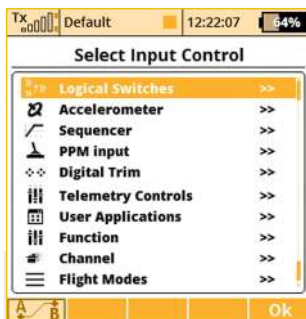 Tx Default 12:22:07 64%
Select Input Control
Logical Switches >>
Accelerometer >>
Sequencer >>
PPM input >>
Digital Trim >>
Telemetry Controls >>
User Applications >>
Function >>
Channel >>
Flight Modes >>
A B Ok